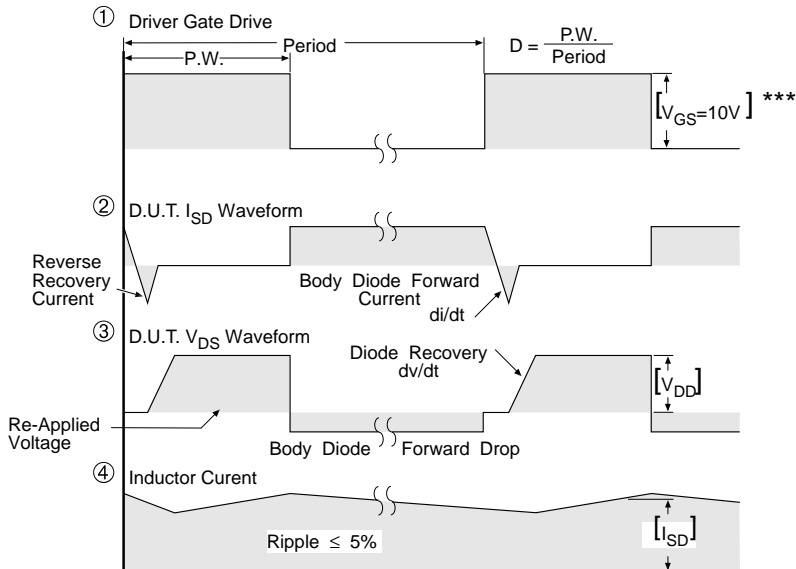 ① Driver Gate Drive
Period
P.W.
D = P.W.
Period
[V_GS=10V] ***
② D.U.T. I_SD Waveform
Reverse
Recovery
Current
Body Diode Forward
Current
di/dt
③ D.U.T. V_DS Waveform
Diode Recovery
dv/dt
[V_DD]
Re-Applied
Voltage
Body Diode Forward Drop
④ Inductor Curent
Ripple ≤ 5%
[I_SD]